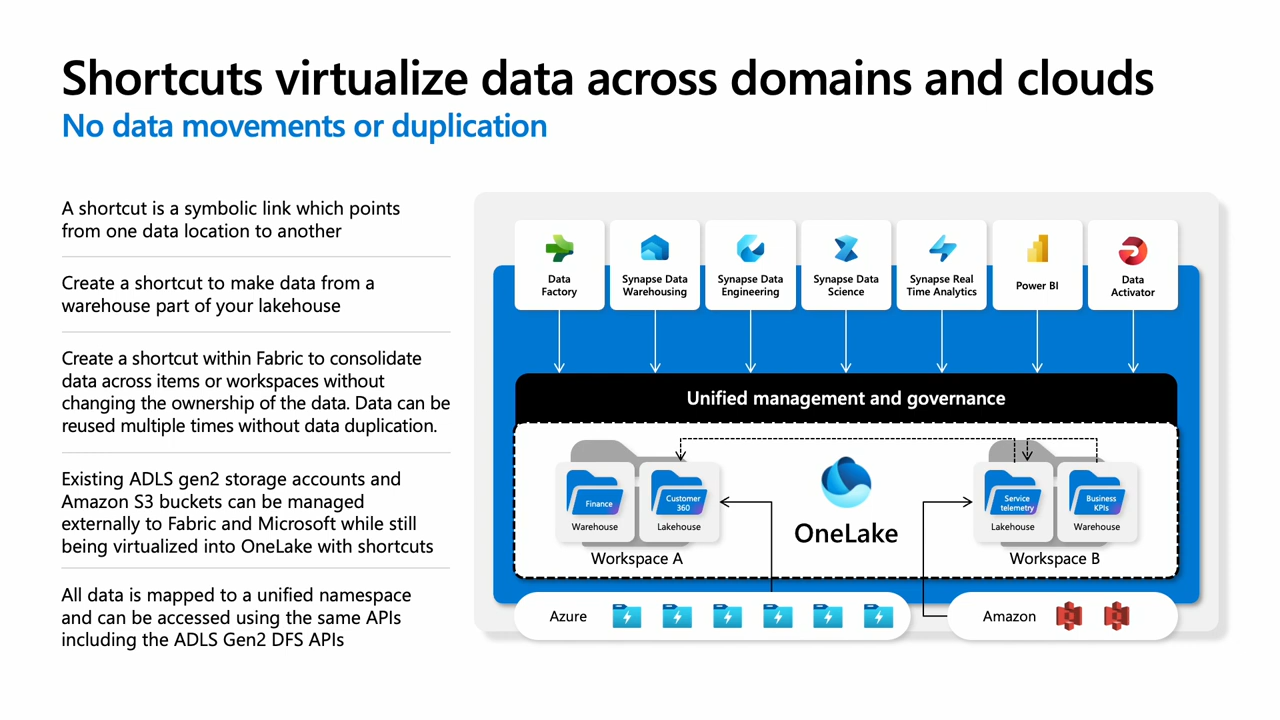 Shortcuts virtualize data across domains and clouds
No data movements or duplication
A shortcut is a symbolic link which points
from one data location to another
Create a shortcut to make data from a
warehouse part of your lakehouse
Create a shortcut within Fabric to consolidate
data across items or workspaces without
changing the ownership of the data. Data can be
reused multiple times without data duplication.
Existing ADLS gen2 storage accounts and
Amazon S3 buckets can be managed
externally to Fabric and Microsoft while still
being virtualized into OneLake with shortcuts
All data is mapped to a unified namespace
and can be accessed using the same APIs
including the ADLS Gen2 DFS APIs
Data
Factory
Synapse Data
Warehousing
Synapse Data
Engineering
Synapse Data
Science
Synapse Real
Time Analytics
Power BI
Data
Activator
Unified management and governance
Finance
Warehouse
Customer
360
Lakehouse
Workspace A
OneLake
Service
telemetry
Lakehouse
Business
KPIs
Warehouse
Workspace B
Azure
Amazon